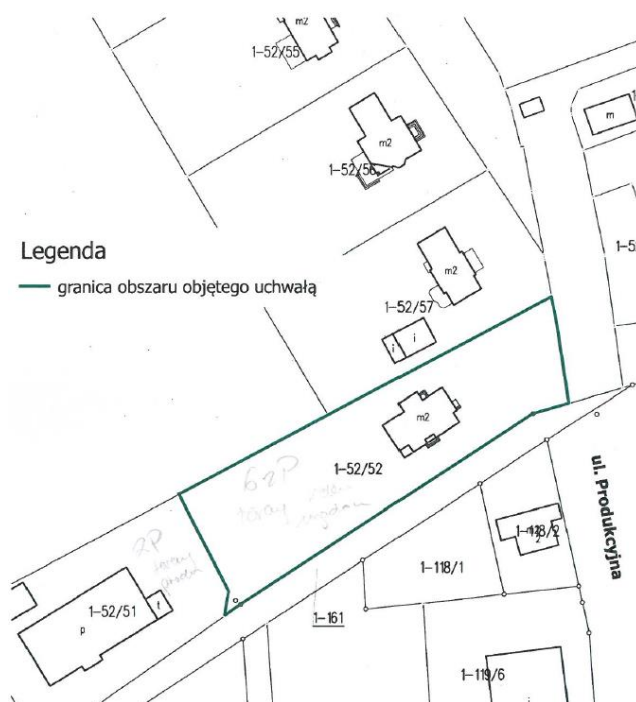 m2
1-52/55
m2
1-52/56
m
Legenda
granica obszaru objętego uchwałą
m2
1-52/57
i
i
m2
1-52/52
6zP
2P
tereny
1-52/51
t
p
1-161
1-118/1
1-118/2
ul. Produkcyjna
1-119/6
i